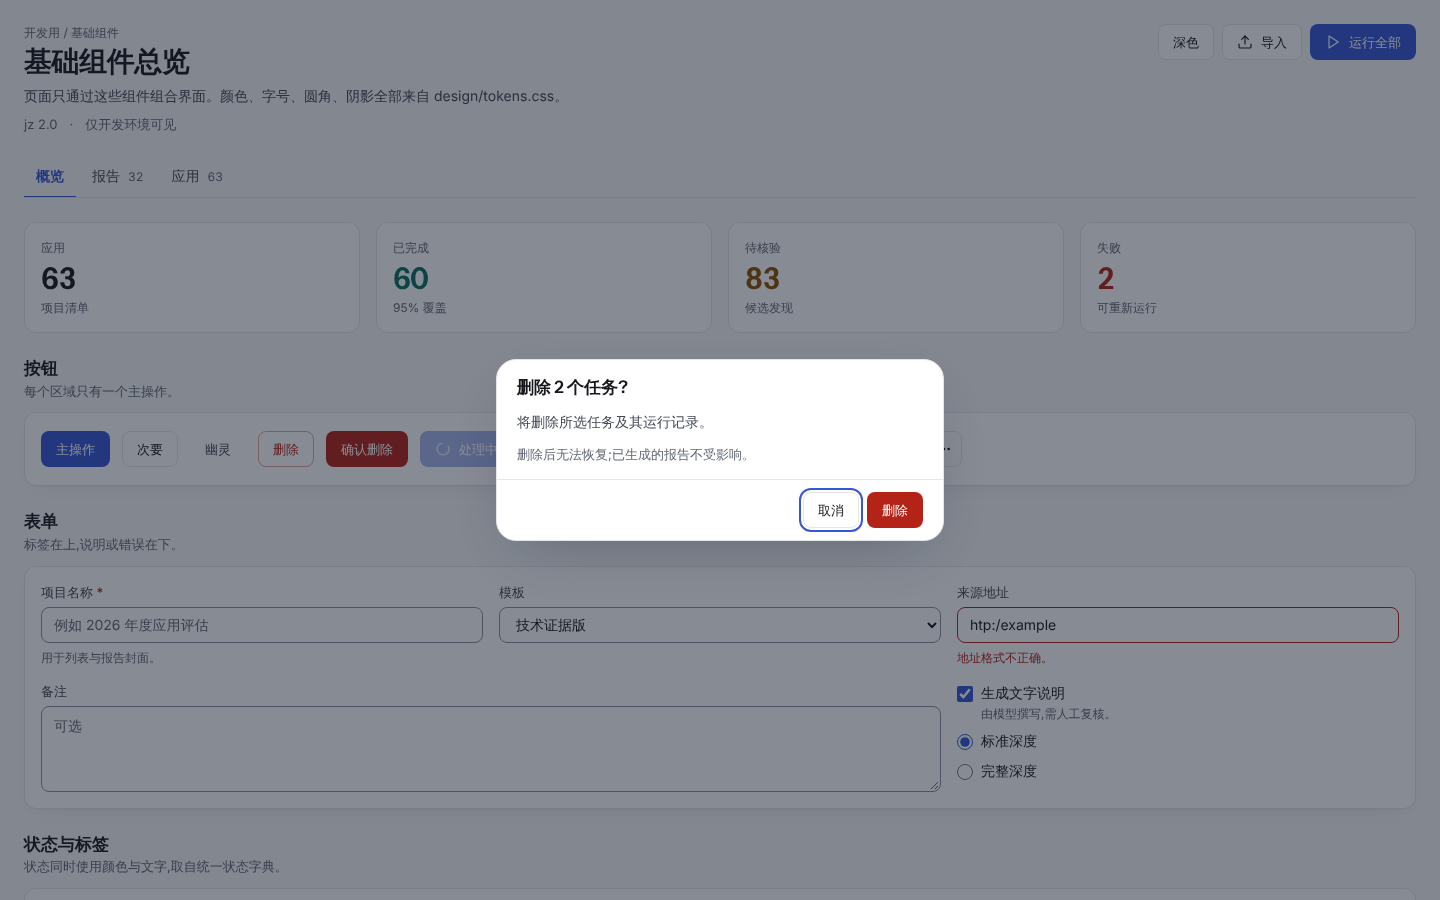 开发用 / 基础组件
基础组件总览
页面只通过这些组件组合界面。颜色、字号、圆角、阴影全部来自 design/tokens.css。
jz 2.0 · 仅开发环境可见
深色 导入 运行全部
概览 报告 32 应用 63
应用
63
项目清单
已完成
60
95% 覆盖
待核验
83
候选发现
失败
2
可重新运行
按钮
每个区域只有一个主操作。
主操作 次要 幽灵 删除 确认删除 处理中
删除 2 个任务?
将删除所选任务及其运行记录。
删除后无法恢复;已生成的报告不受影响。
取消 删除
表单
标签在上,说明或错误在下。
项目名称 *
例如 2026 年度应用评估
用于列表与报告封面。
模板
技术证据版
来源地址
htp:/example
地址格式不正确。
备注
可选
生成文字说明
由模型撰写,需人工复核。
标准深度
完整深度
状态与标签
状态同时使用颜色与文字,取自统一状态字典。